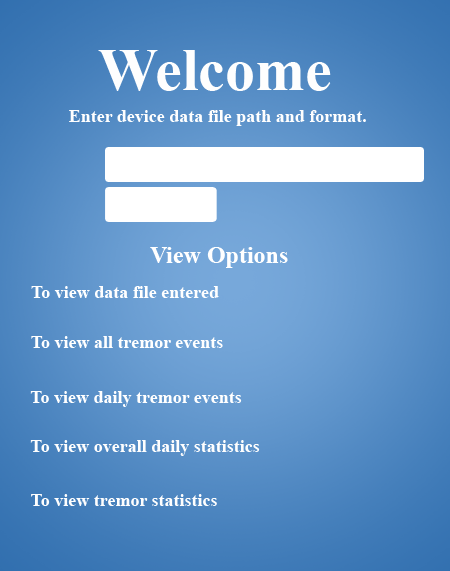 Welcome
Enter device data file path and format.
View Options
To view data file entered
To view all tremor events
To view daily tremor events
To view overall daily statistics
To view tremor statistics